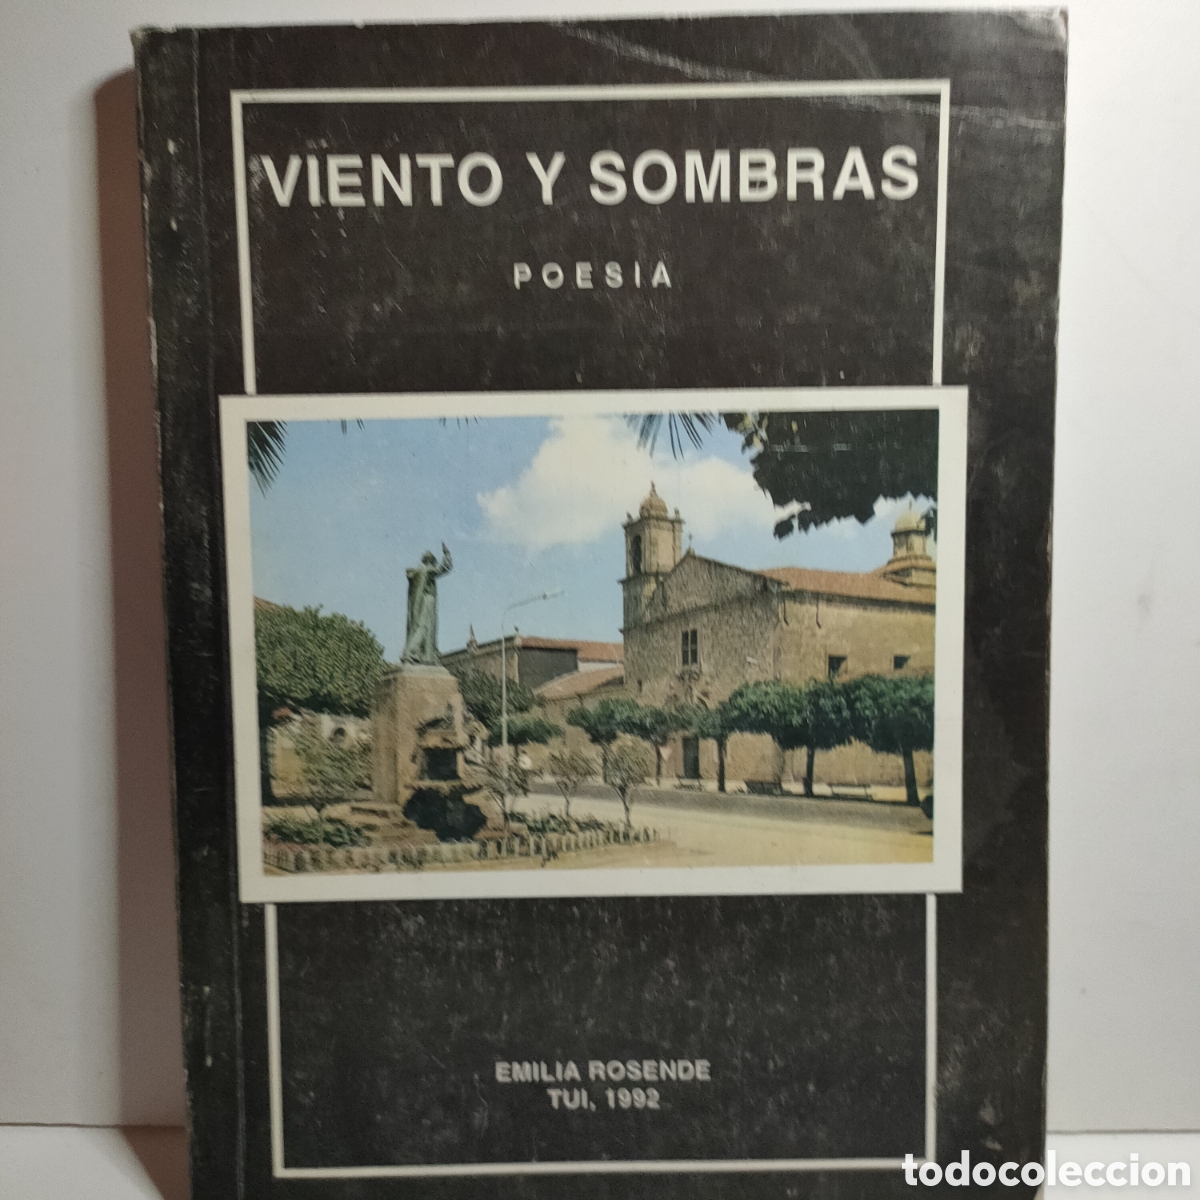 VIENTO Y SOMBRAS
POESIA
EMILIA ROSENDE
TUI, 1992
todocoleccion